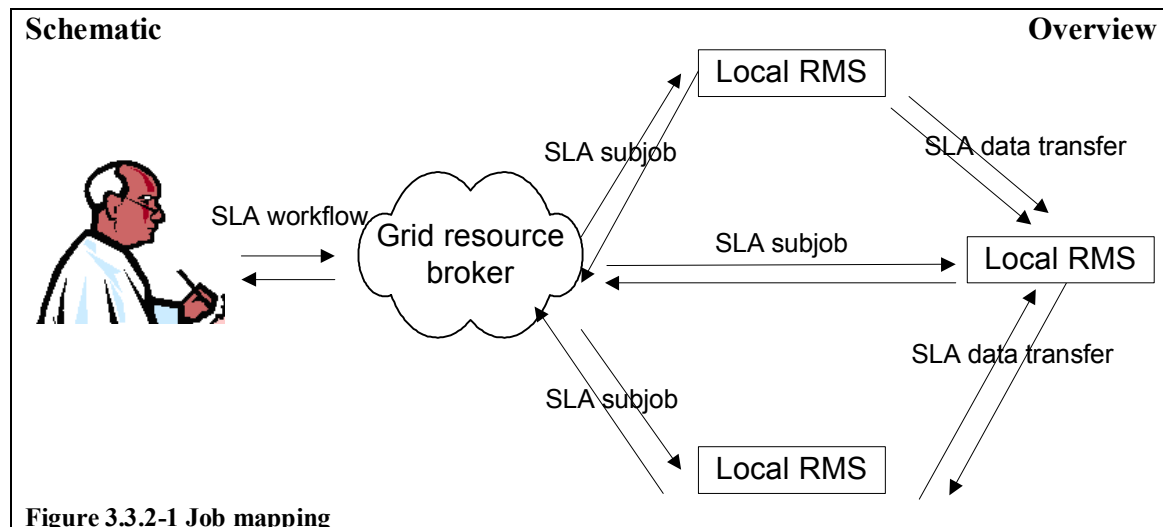 Schematic Overview
Local RMS
SLA subjob
SLA data transfer
SLA workflow
Grid resource
broker
SLA subjob
Local RMS
SLA data transfer
SLA subjob
Local RMS
Figure 3.3.2-1 Job mapping